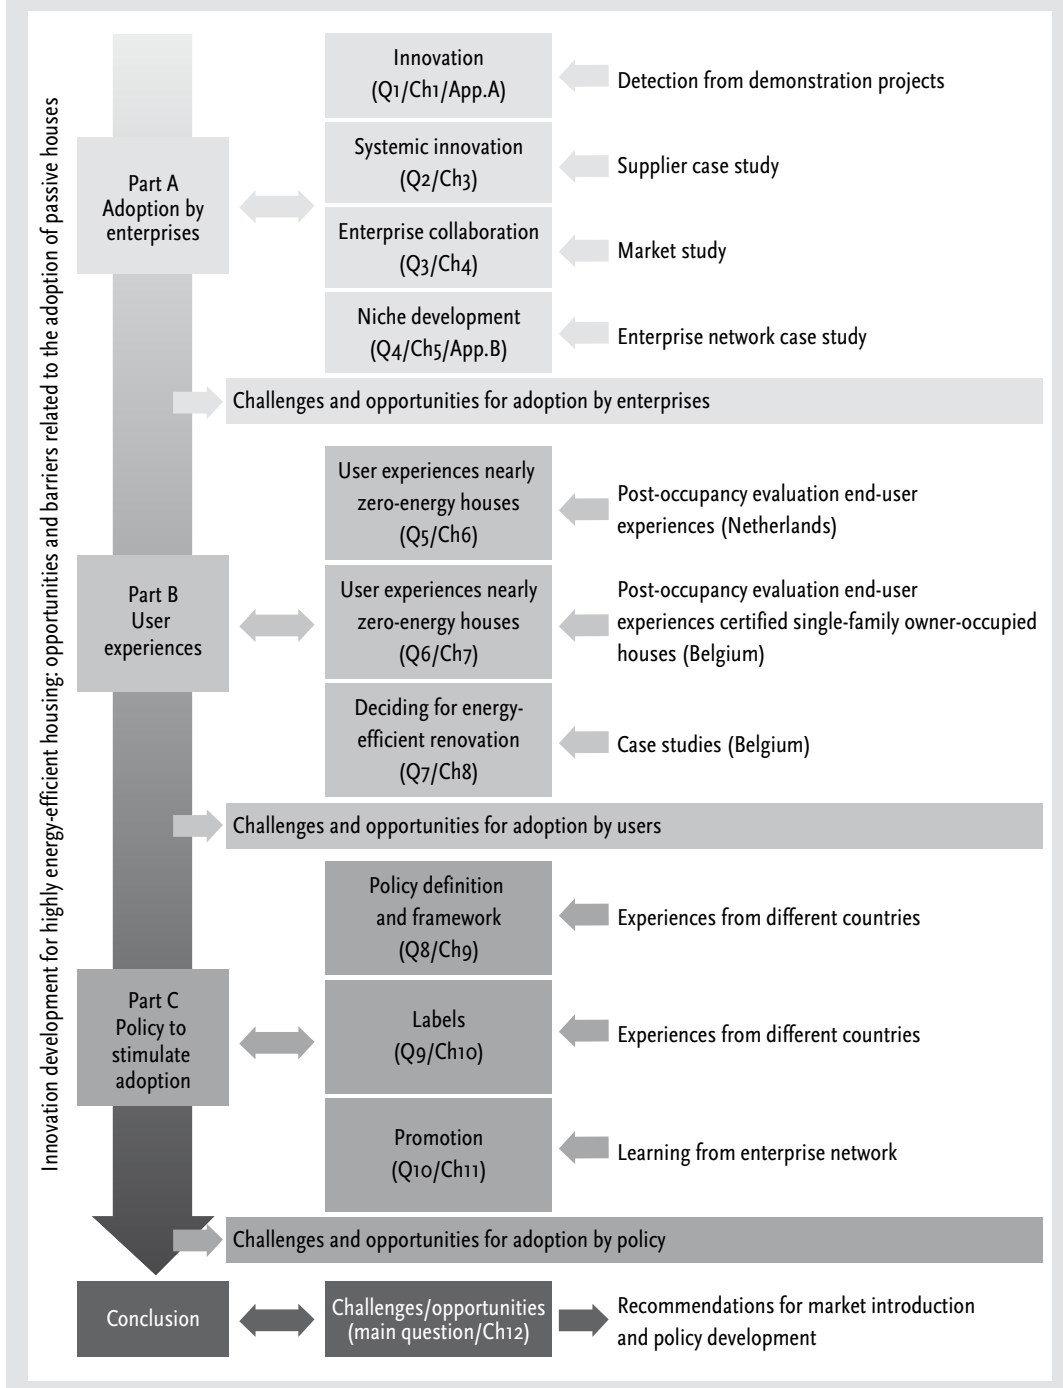 Innovation development for highly energy-efficient housing: opportunities and barriers related to the adoption of passive houses
Part A
Adoption by
enterprises
Innovation
(Q1/Ch1/App.A)
Detection from demonstration projects
Systemic innovation
(Q2/Ch3)
Supplier case study
Enterprise collaboration
(Q3/Ch4)
Market study
Niche development
(Q4/Ch5/App.B)
Enterprise network case study
Challenges and opportunities for adoption by enterprises
Part B
User
experiences
User experiences nearly
zero-energy houses
(Q5/Ch6)
Post-occupancy evaluation end-user
experiences (Netherlands)
User experiences nearly
zero-energy houses
(Q6/Ch7)
Post-occupancy evaluation end-user
experiences certified single-family owner-occupied
houses (Belgium)
Deciding for energy-
efficient renovation
(Q7/Ch8)
Case studies (Belgium)
Challenges and opportunities for adoption by users
Part C
Policy to
stimulate
adoption
Policy definition
and framework
(Q8/Ch9)
Experiences from different countries
Labels
(Q9/Ch10)
Experiences from different countries
Promotion
(Q10/Ch11)
Learning from enterprise network
Challenges and opportunities for adoption by policy
Conclusion
Challenges/opportunities
(main question/Ch12)
Recommendations for market introduction
and policy development